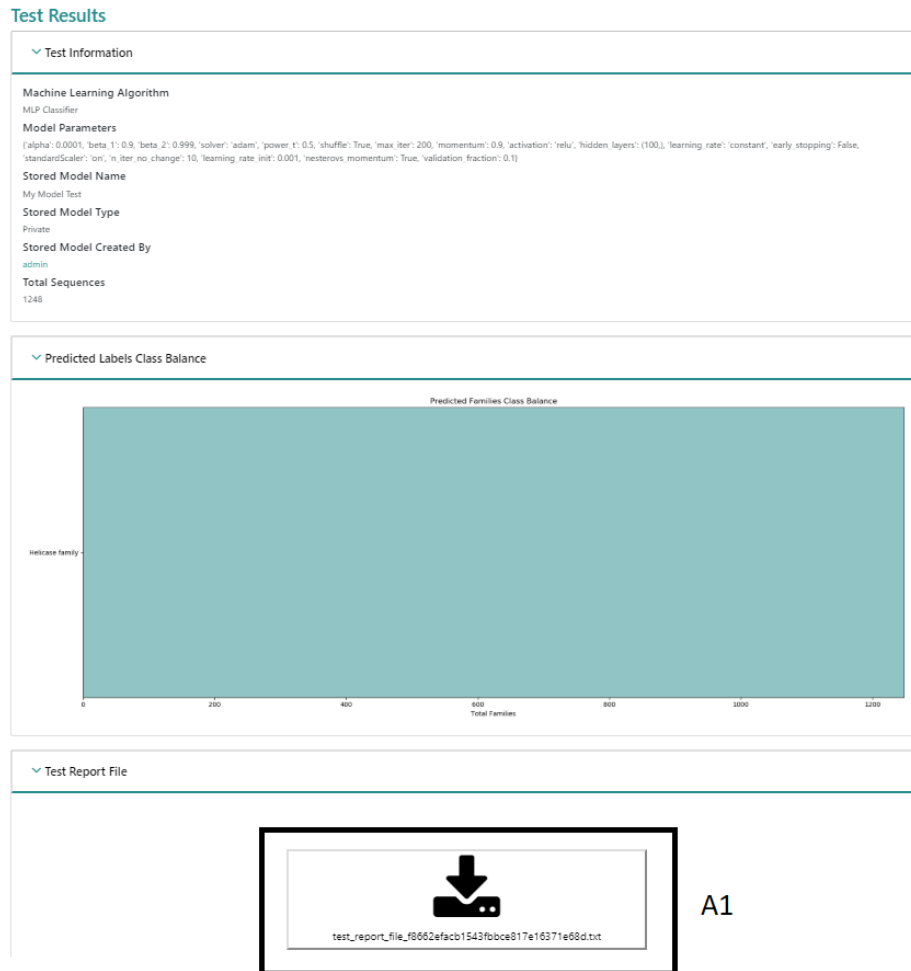 Test Results
Test Information
Machine Learning Algorithm
MLP Classifier
Model Parameters
{'alpha': 0.0001, 'beta_1': 0.9, 'beta_2': 0.999, 'solver': 'adam', 'power_t': 0.5, 'shuffle': True, 'max_iter': 200, 'momentum': 0.9, 'activation': 'relu', 'hidden_layers': (100,), 'learning_rate': 'constant', 'early_stopping': False,
'standardScaler': 'on', 'n_iter_no_change': 10, 'learning_rate_init': 0.001, 'nesterovs_momentum': True, 'validation_fraction': 0.1}
Stored Model Name
My Model Test
Stored Model Type
Private
Stored Model Created By
admin
Total Sequences
1248
Predicted Labels Class Balance
Predicted Families Class Balance
Helicase family
0 200 400 600 800 1000 1200
Total Families
Test Report File
A1
test_report_file_f8662efacb1543fbbce817e16371e68d.txt